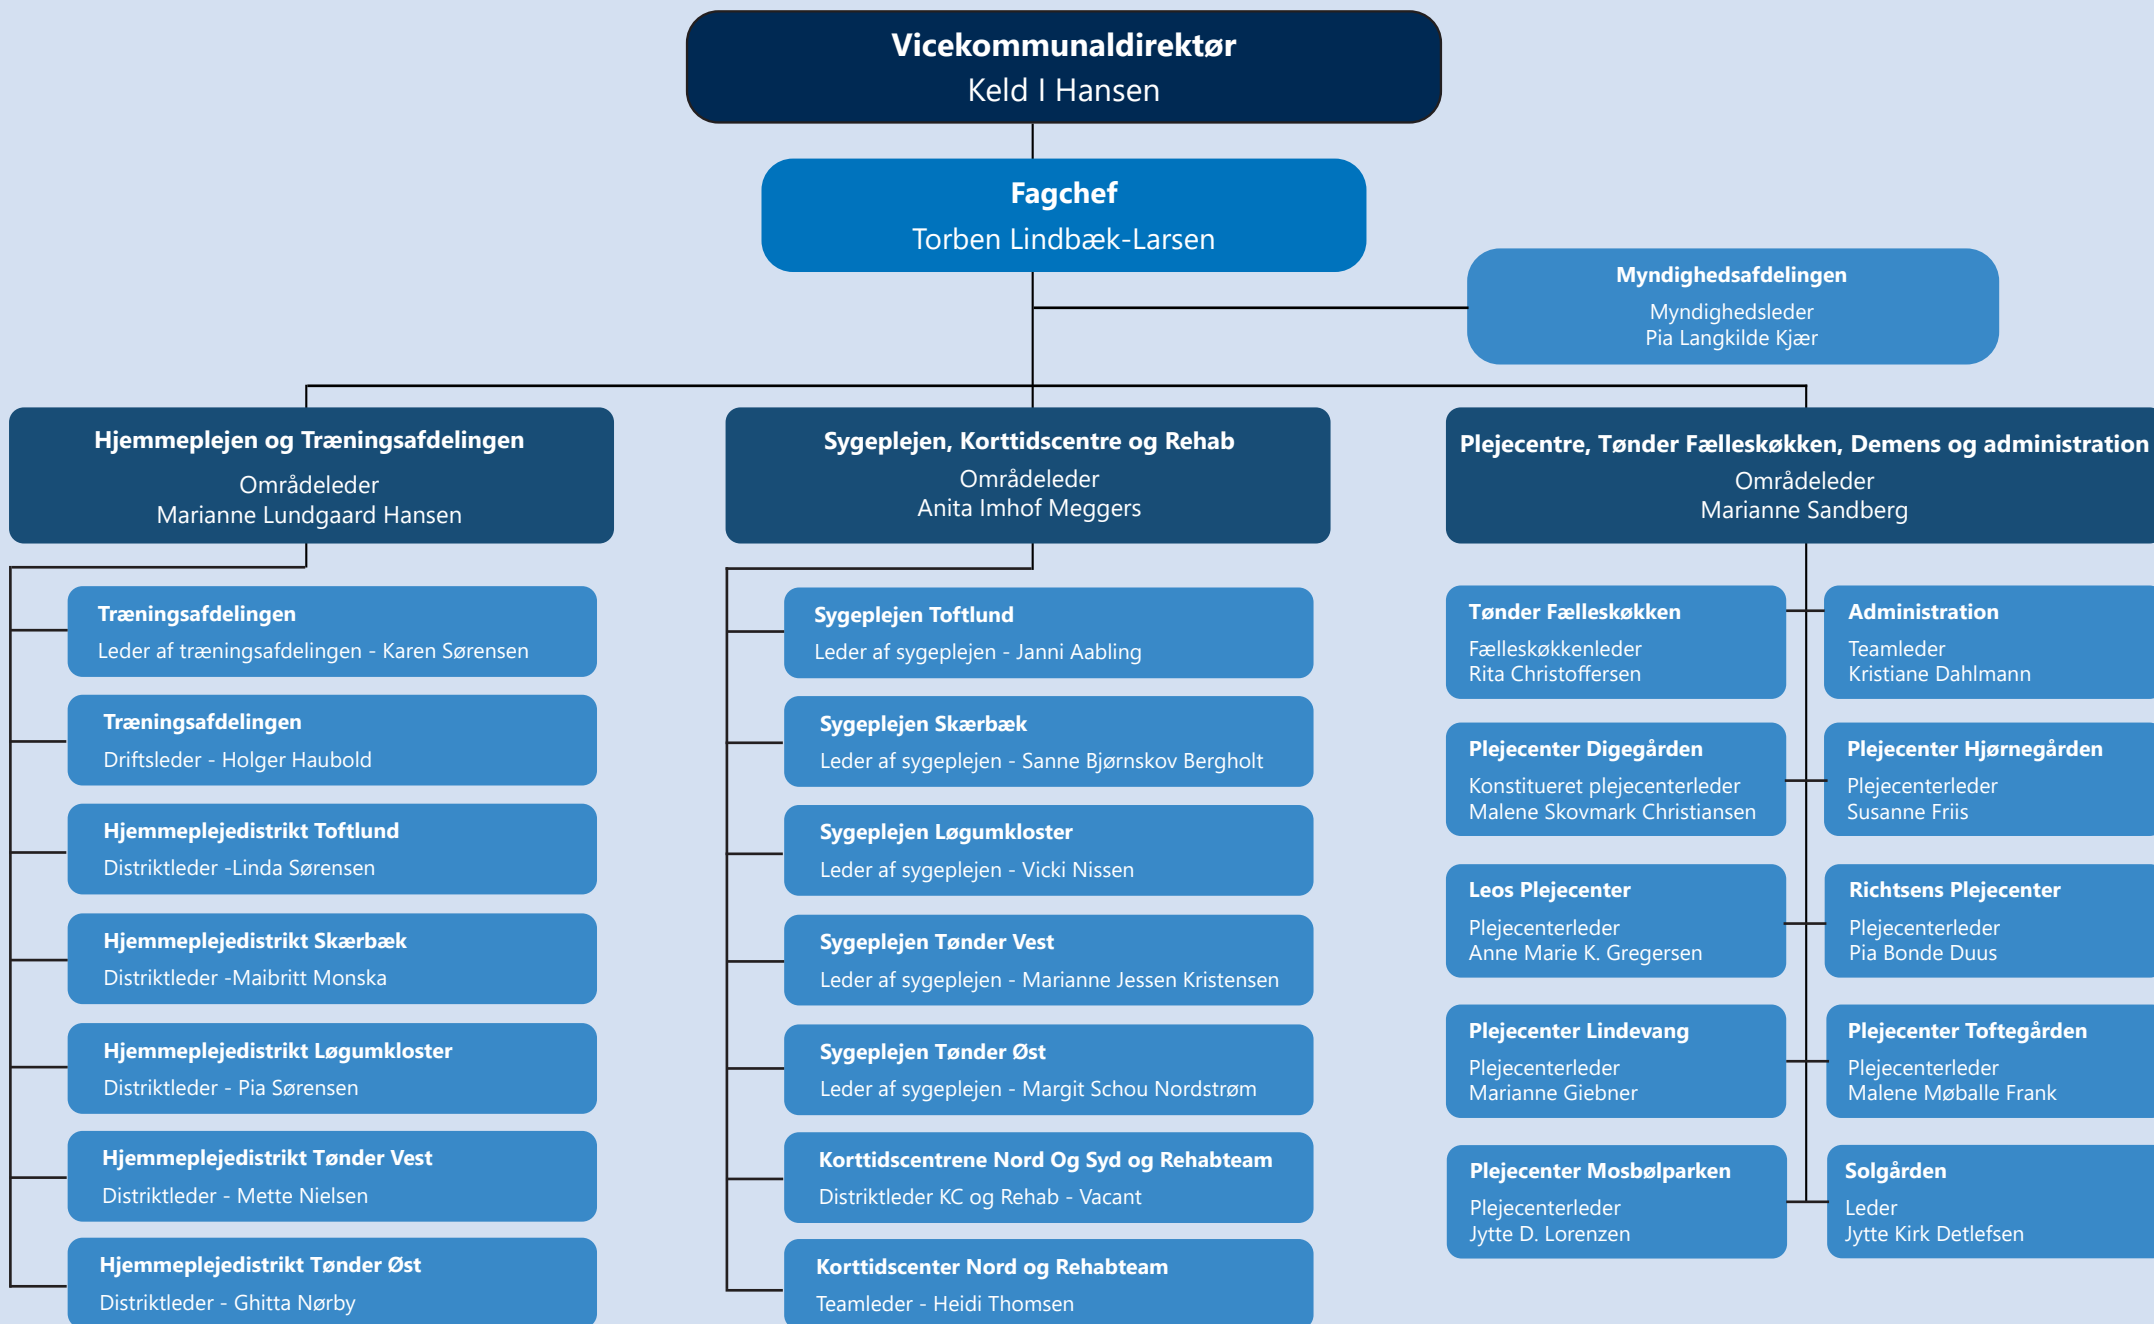 Vicekommunaldirektør
Keld I Hansen
Fagchef
Torben Lindbæk-Larsen
Myndighedsafdelingen
Myndighedsleder
Pia Langkilde Kjær
Hjemmeplejen og Træningsafdelingen
Områdeleder
Marianne Lundgaard Hansen
Træningsafdelingen
Leder af træningsafdelingen - Karen Sørensen
Træningsafdelingen
Driftsleder - Holger Haubold
Hjemmeplejedistrikt Toftlund
Distriktleder -Linda Sørensen
Hjemmeplejedistrikt Skærbæk
Distriktleder -Maibritt Monska
Hjemmeplejedistrikt Løgumkloster
Distriktleder - Pia Sørensen
Hjemmeplejedistrikt Tønder Vest
Distriktleder - Mette Nielsen
Hjemmeplejedistrikt Tønder Øst
Distriktleder - Ghitta Nørby
Sygeplejen, Korttidscentre og Rehab
Områdeleder
Anita Imhof Meggers
Sygeplejen Toftlund
Leder af sygeplejen - Janni Aabling
Sygeplejen Skærbæk
Leder af sygeplejen - Sanne Bjørnskov Bergholt
Sygeplejen Løgumkloster
Leder af sygeplejen - Vicki Nissen
Sygeplejen Tønder Vest
Leder af sygeplejen - Marianne Jessen Kristensen
Sygeplejen Tønder Øst
Leder af sygeplejen - Margit Schou Nordstrøm
Korttidscentrene Nord Og Syd og Rehabteam
Distriktleder KC og Rehab - Vacant
Korttidscenter Nord og Rehabteam
Teamleder - Heidi Thomsen
Plejecentre, Tønder Fælleskøkken, Demens og administration
Områdeleder
Marianne Sandberg
Tønder Fælleskøkken
Fælleskøkkenleder
Rita Christoffersen
Administration
Teamleder
Kristiane Dahlmann
Plejecenter Digegården
Konstitueret plejecenterleder
Malene Skovmark Christiansen
Plejecenter Hjørnegården
Plejecenterleder
Susanne Friis
Leos Plejecenter
Plejecenterleder
Anne Marie K. Gregersen
Richtsens Plejecenter
Plejecenterleder
Pia Bonde Duus
Plejecenter Lindevang
Plejecenterleder
Marianne Giebner
Plejecenter Toftegården
Plejecenterleder
Malene Møballe Frank
Plejecenter Mosbølparken
Plejecenterleder
Jytte D. Lorenzen
Solgården
Leder
Jytte Kirk Detlefsen